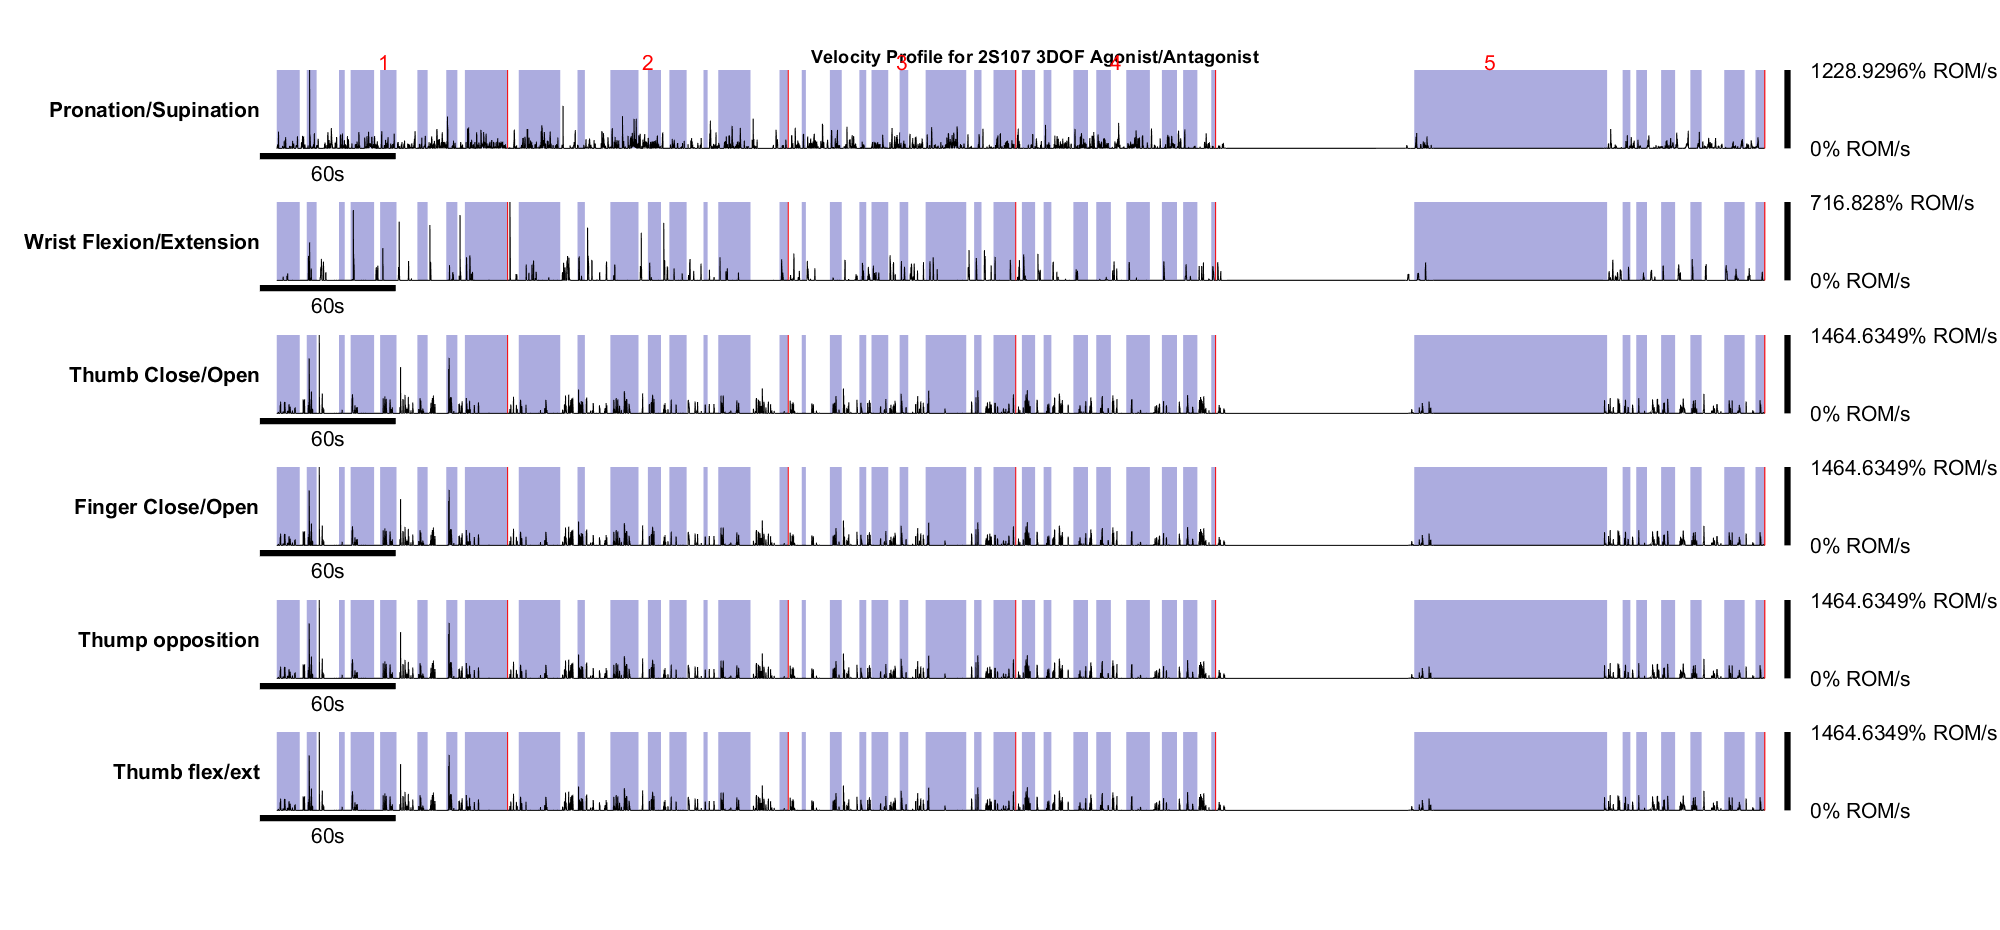 Velocity Profile for 2S107 3DOF Agonist/Antagonist
1 2 3 4 5
Pronation/Supination
1228.9296% ROM/s
0% ROM/s
60s
Wrist Flexion/Extension
716.828% ROM/s
0% ROM/s
60s
Thumb Close/Open
1464.6349% ROM/s
0% ROM/s
60s
Finger Close/Open
1464.6349% ROM/s
0% ROM/s
60s
Thump opposition
1464.6349% ROM/s
0% ROM/s
60s
Thumb flex/ext
1464.6349% ROM/s
0% ROM/s
60s